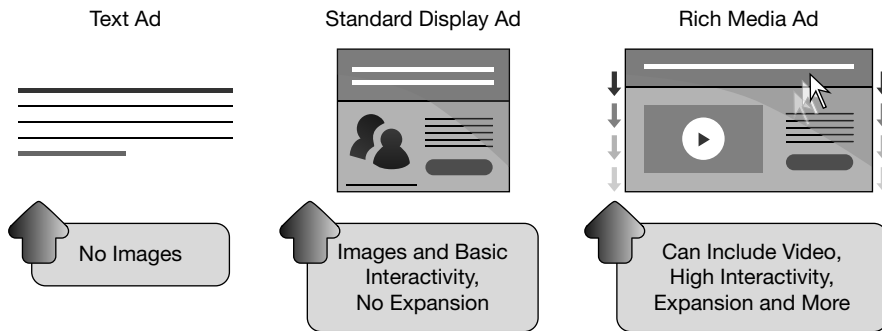 Text Ad
Standard Display Ad
Rich Media Ad
No Images
Images and Basic
Interactivity,
No Expansion
Can Include Video,
High Interactivity,
Expansion and More